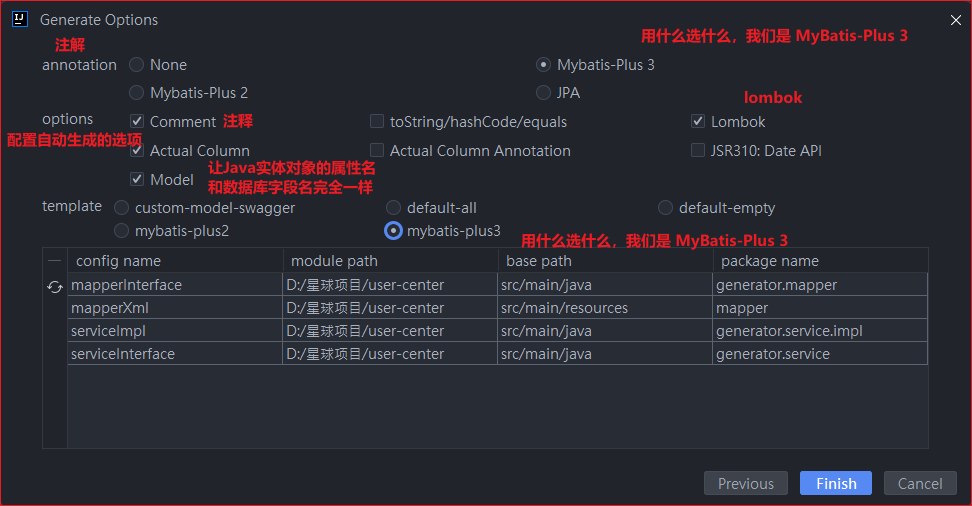 Generate Options
用什么选什么，我们是 MyBatis-Plus 3
注解
annotation None Mybatis-Plus 3
Mybatis-Plus 2 JPA
lombok
options Comment 注释 toString/hashCode/equals Lombok
配置自动生成的选项
Actual Column Actual Column Annotation JSR310: Date API
让Java实体对象的属性名
Model
和数据库字段名完全一样
template custom-model-swagger default-all default-empty
mybatis-plus2 mybatis-plus3
用什么选什么，我们是 MyBatis-Plus 3
config name module path base path package name
mapperInterface D:/星球项目/user-center src/main/java generator.mapper
mapperXml D:/星球项目/user-center src/main/resources mapper
serviceImpl D:/星球项目/user-center src/main/java generator.service.impl
serviceInterface D:/星球项目/user-center src/main/java generator.service
Previous Finish Cancel